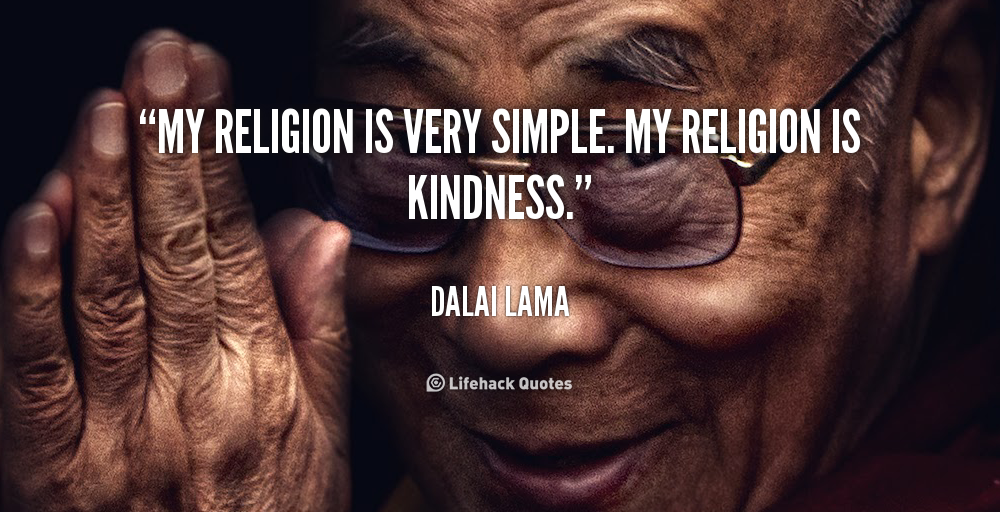 “MY RELIGION IS VERY SIMPLE. MY RELIGION IS
KINDNESS.”
DALAI LAMA
Lifehack Quotes